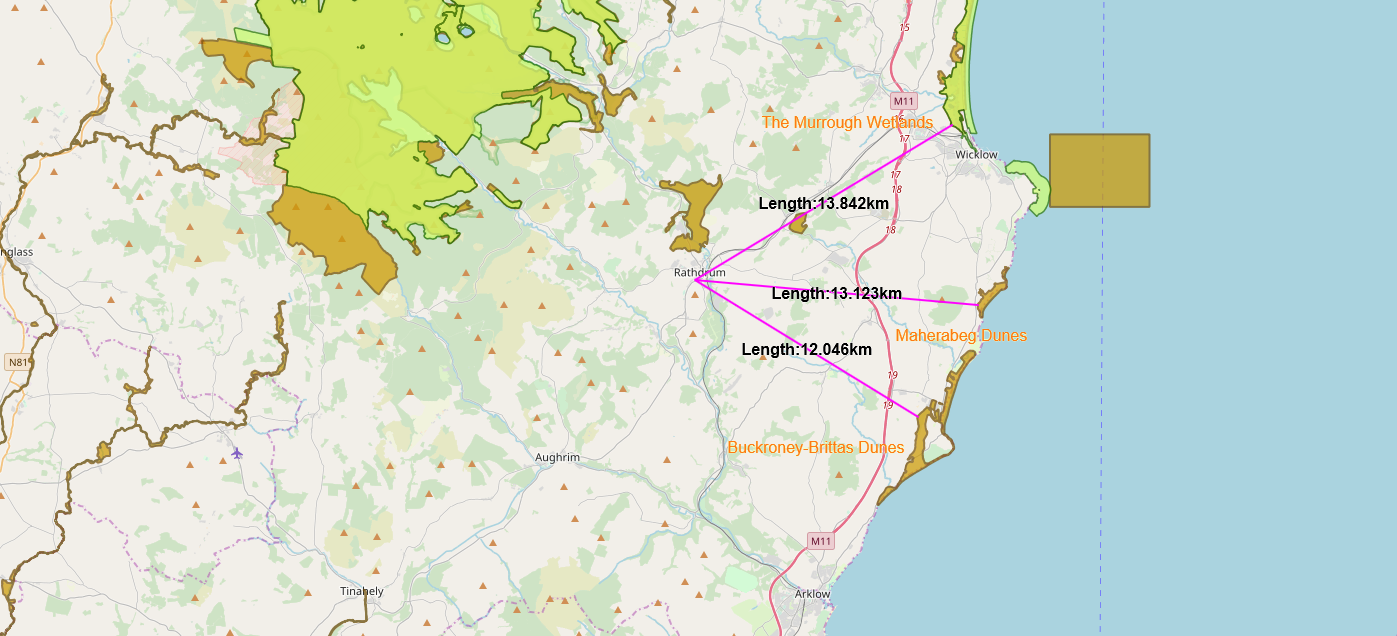 15
M11
16
The Murrough Wetlands
17
Wicklow
17
18
Length:13.842km
18
nglass
Rathdrum
Length:13.123km
Maherabeg Dunes
Length:12.046km
N81
19
19
Buckroney-Brittas Dunes
Aughrim
M11
Tinahely
Arklow